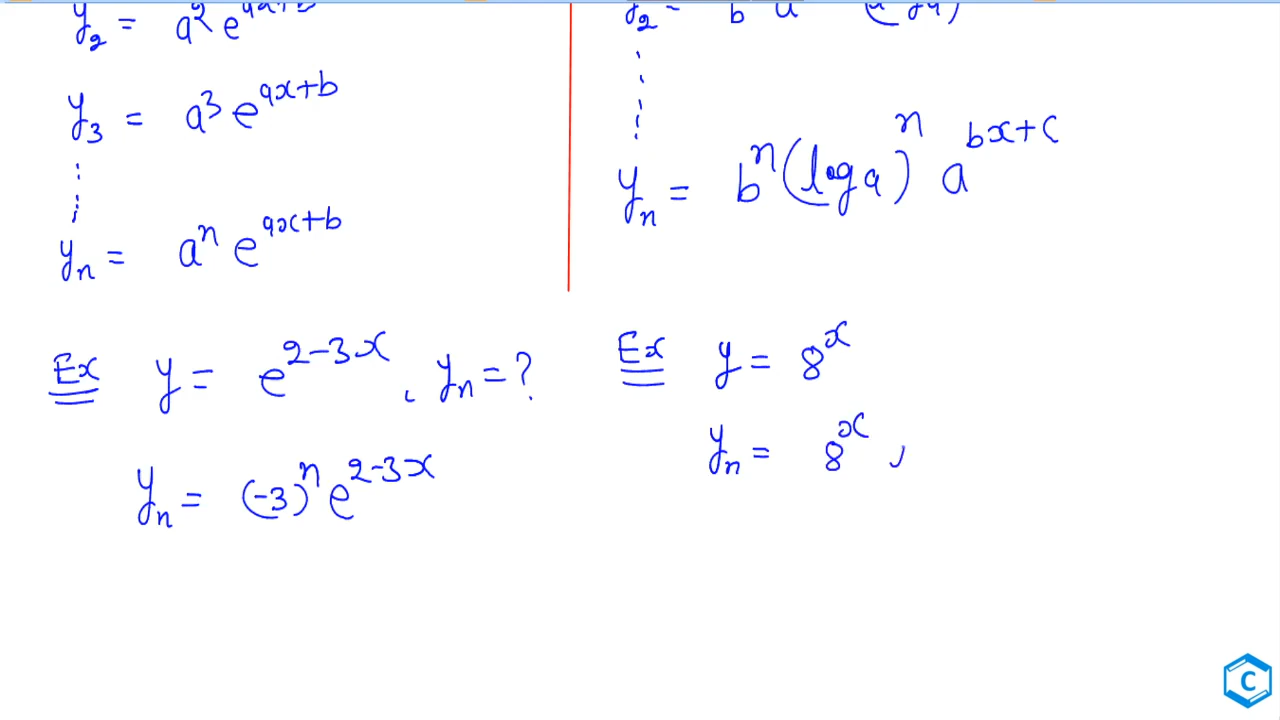 y₂ = a² e^(ax+b)
y₃ = a³ e^(ax+b)
yₙ = aⁿ e^(ax+b)
y₂ = b a
yₙ = bⁿ (log a)ⁿ a^(bx+c)
Ex y = e^(2-3x), yₙ = ?
yₙ = (-3)ⁿ e^(2-3x)
Ex y = 8^x
yₙ = 8^x
C